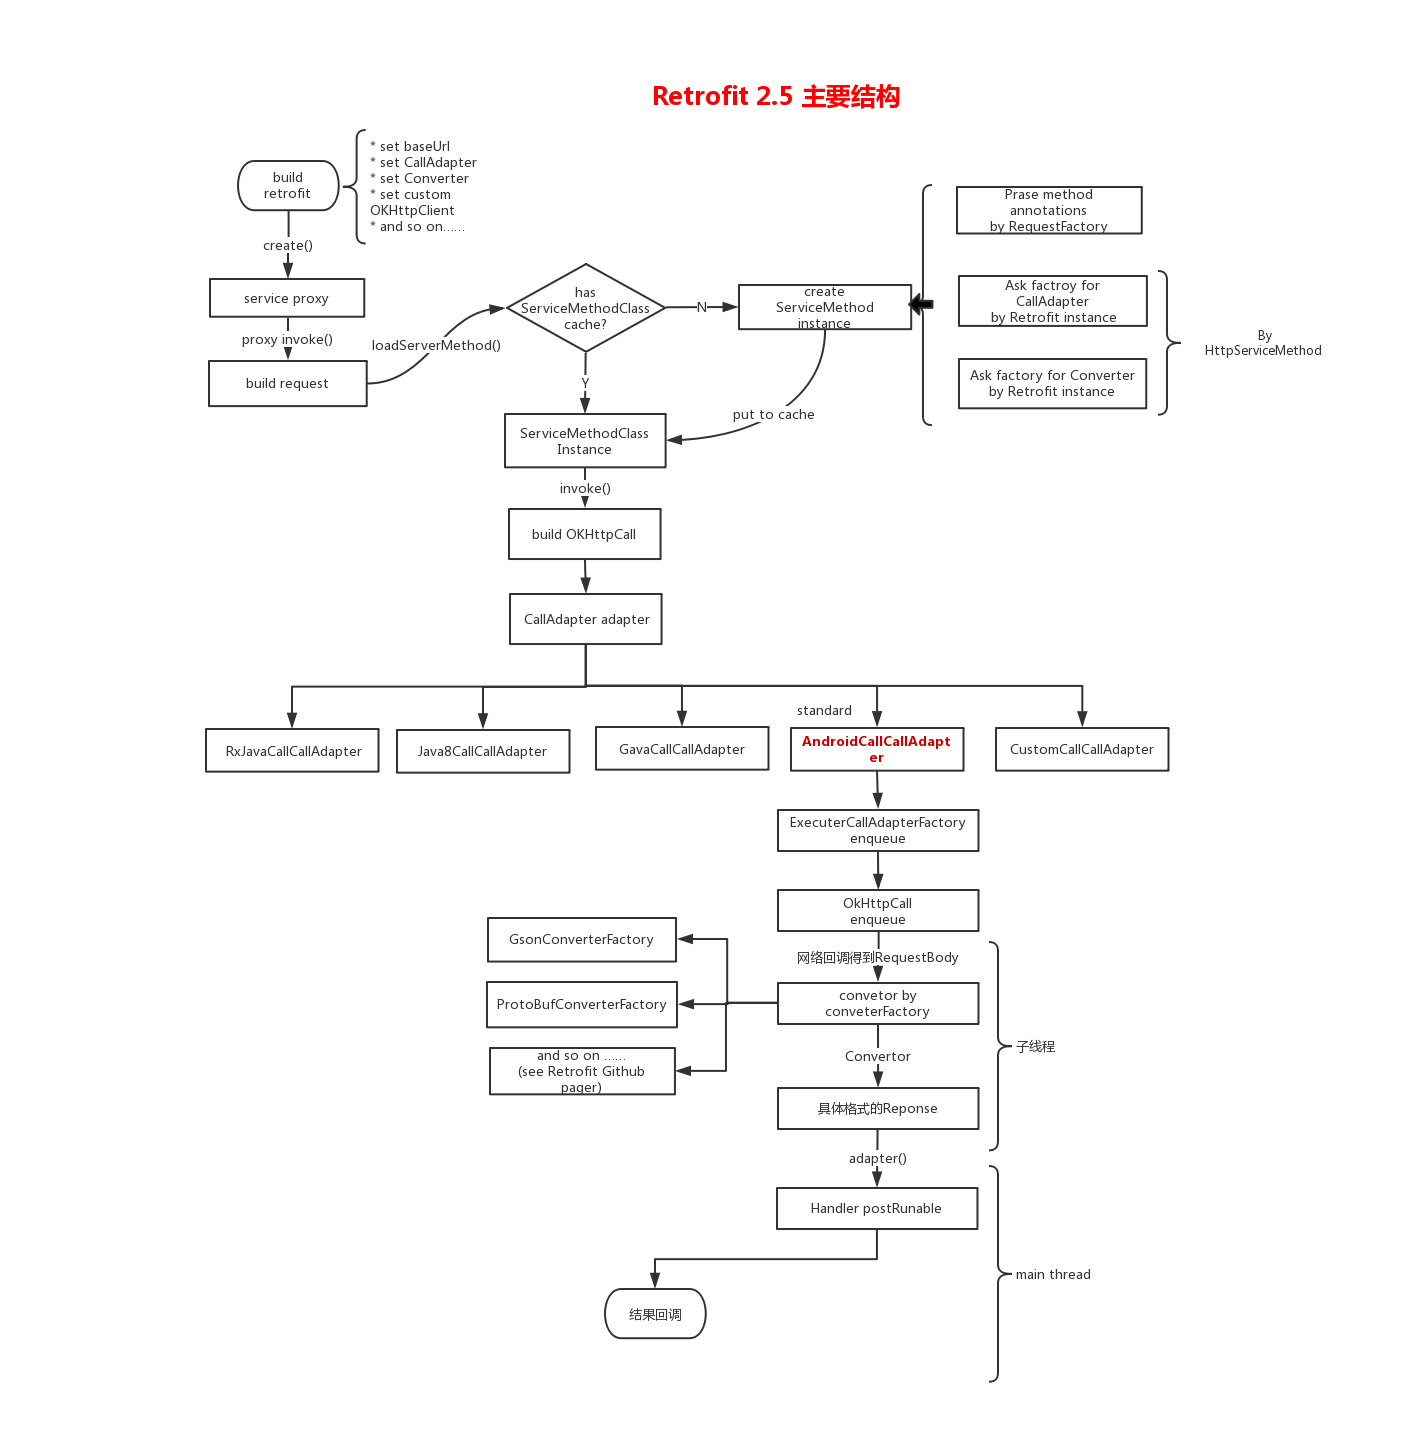 Retrofit 2.5 主要结构
build
retrofit
* set baseUrl
* set CallAdapter
* set Converter
* set custom
OKHttpClient
* and so on……
create()
service proxy
proxy invoke()
build request
loadServerMethod()
has
ServiceMethodClass
cache?
N
create
ServiceMethod
instance
Prase method
annotations
by RequestFactory
Ask factroy for
CallAdapter
by Retrofit instance
Ask factory for Converter
by Retrofit instance
By
HttpServiceMethod
Y
put to cache
ServiceMethodClass
Instance
invoke()
build OKHttpCall
CallAdapter adapter
standard
RxJavaCallCallAdapter
Java8CallCallAdapter
GavaCallCallAdapter
AndroidCallCallAdapt
er
CustomCallCallAdapter
ExecuterCallAdapterFactory
enqueue
OkHttpCall
enqueue
网络回调得到RequestBody
GsonConverterFactory
ProtoBufConverterFactory
and so on ……
(see Retrofit Github
pager)
convetor by
conveterFactory
Convertor
子线程
具体格式的Reponse
adapter()
Handler postRunable
main thread
结果回调